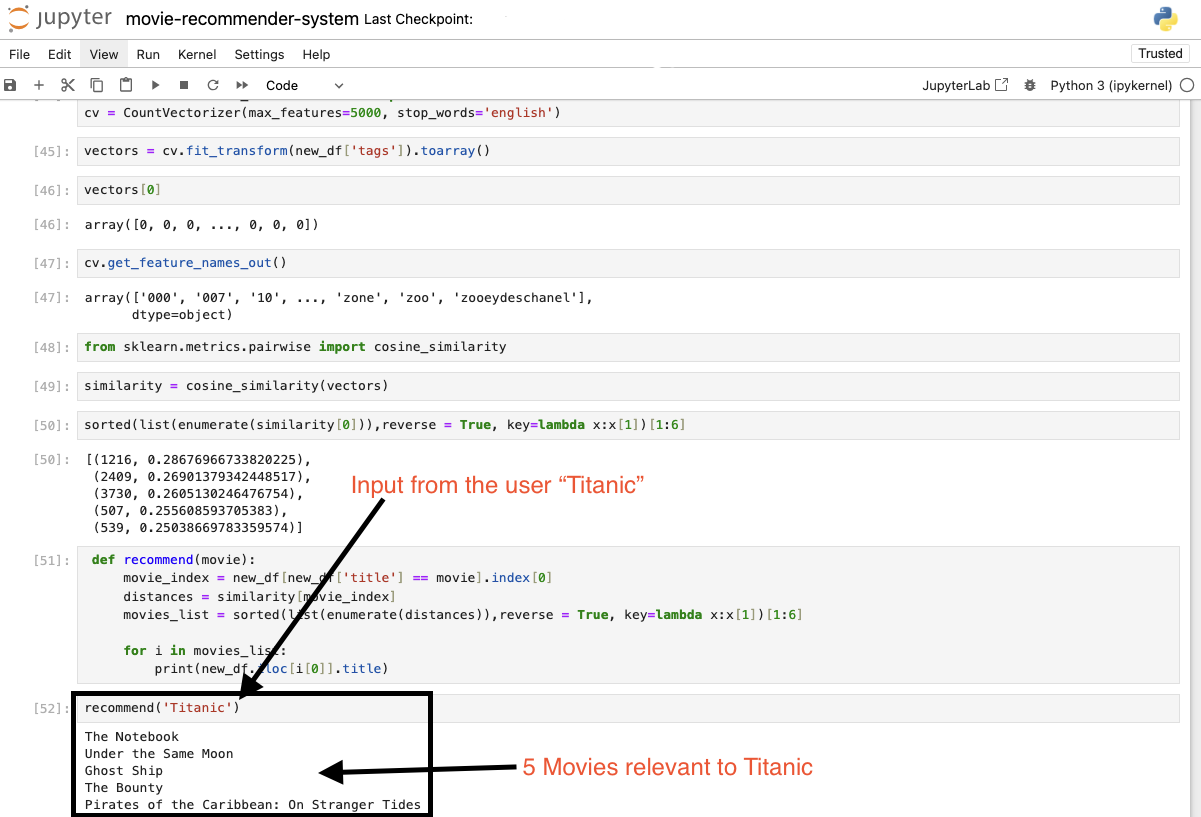 jupyter movie-recommender-system Last Checkpoint:
File Edit View Run Kernel Settings Help Trusted
Code JupyterLab Python 3 (ipykernel)
cv = CountVectorizer(max_features=5000, stop_words='english')
[45]: vectors = cv.fit_transform(new_df['tags']).toarray()
[46]: vectors[0]
[46]: array([0, 0, 0, ..., 0, 0, 0])
[47]: cv.get_feature_names_out()
[47]: array(['000', '007', '10', ..., 'zone', 'zoo', 'zooeydeschanel'],
dtype=object)
[48]: from sklearn.metrics.pairwise import cosine_similarity
[49]: similarity = cosine_similarity(vectors)
[50]: sorted(list(enumerate(similarity[0])),reverse = True, key=lambda x:x[1])[1:6]
[50]: [(1216, 0.28676966733820225),
(2409, 0.26901379342448517),
(3730, 0.2605130246476754),
(507, 0.255608593705383),
(539, 0.25038669783359574)]
Input from the user “Titanic”
[51]: def recommend(movie):
movie_index = new_df[new_df['title'] == movie].index[0]
distances = similarity[movie_index]
movies_list = sorted(list(enumerate(distances)),reverse = True, key=lambda x:x[1])[1:6]
for i in movies_list:
print(new_df.iloc[i[0]].title)
[52]: recommend('Titanic')
The Notebook
Under the Same Moon
Ghost Ship
The Bounty
Pirates of the Caribbean: On Stranger Tides
5 Movies relevant to Titanic